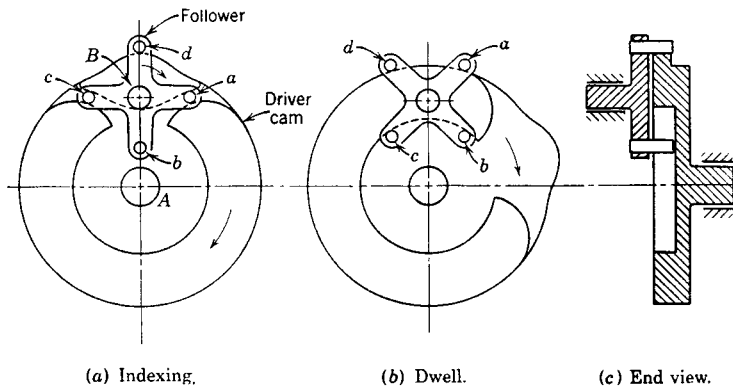 Follower
B
d
c
a
Driver
cam
b
A
(a) Indexing.
d
a
c
b
(b) Dwell.
(c) End view.